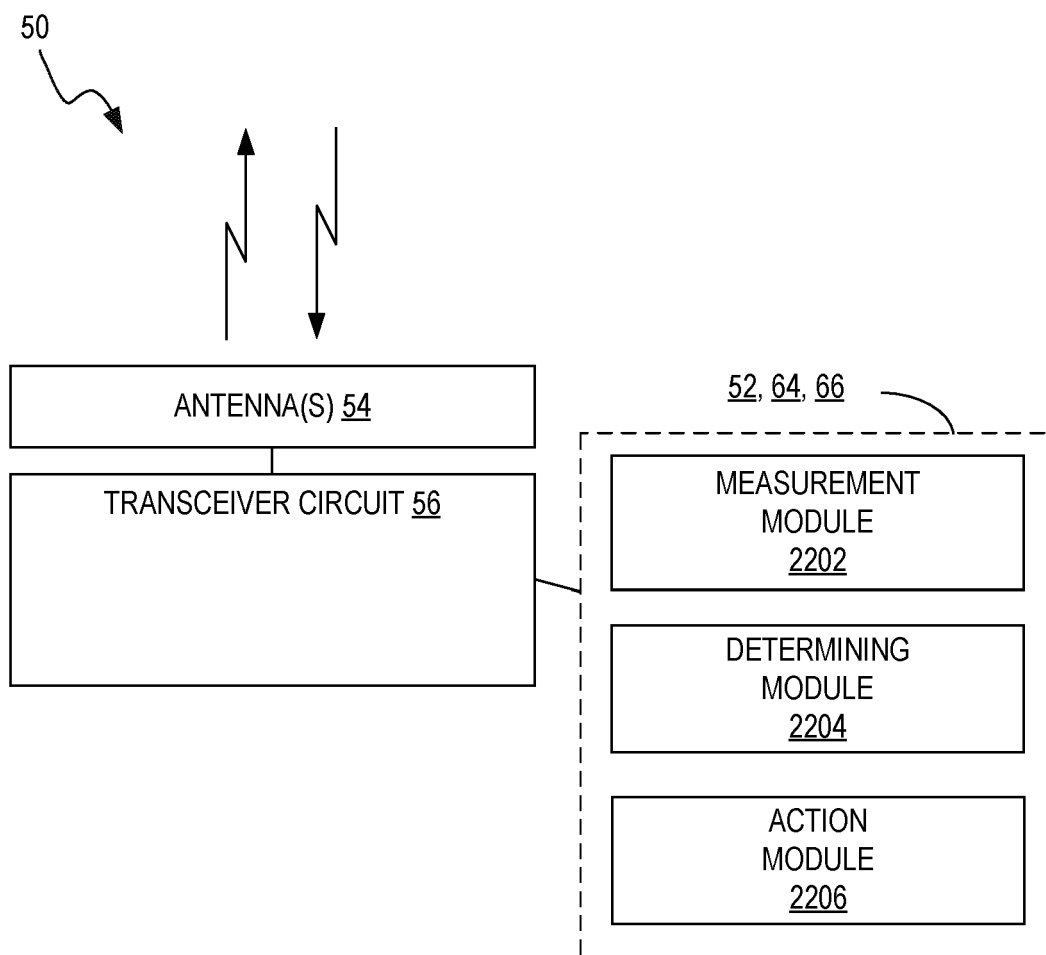 50
ANTENNA(S) 54
TRANSCEIVER CIRCUIT 56
52, 64, 66
MEASUREMENT
MODULE
2202
DETERMINING
MODULE
2204
ACTION
MODULE
2206